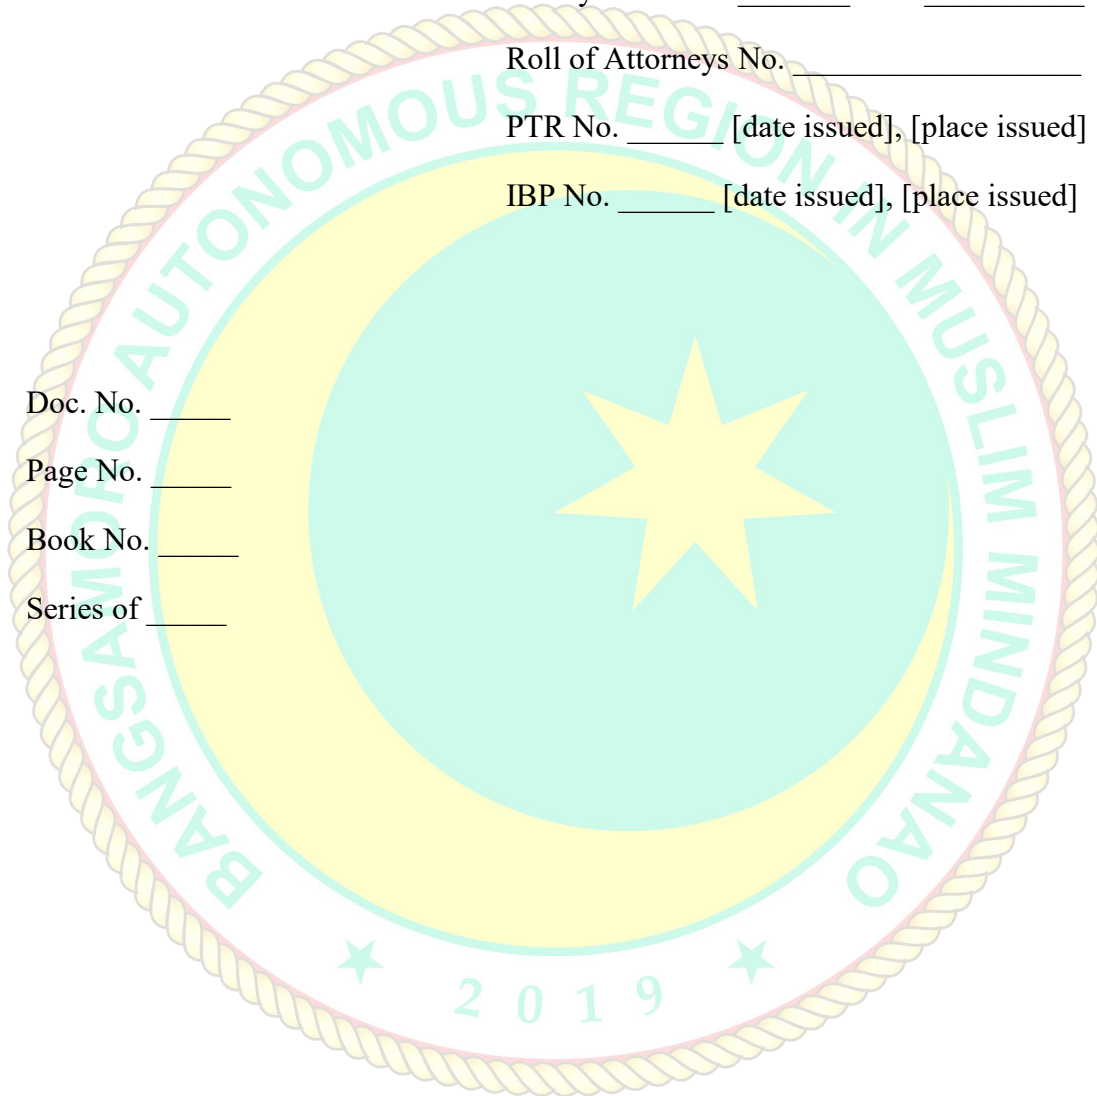 Roll of Attorneys No. __________________
PTR No. ______ [date issued], [place issued]
IBP No. ______ [date issued], [place issued]
Doc. No. _____
Page No. _____
Book No. _____
Series of _____
BANGSAMORO AUTONOMOUS REGION IN MUSLIM MINDANAO
2019